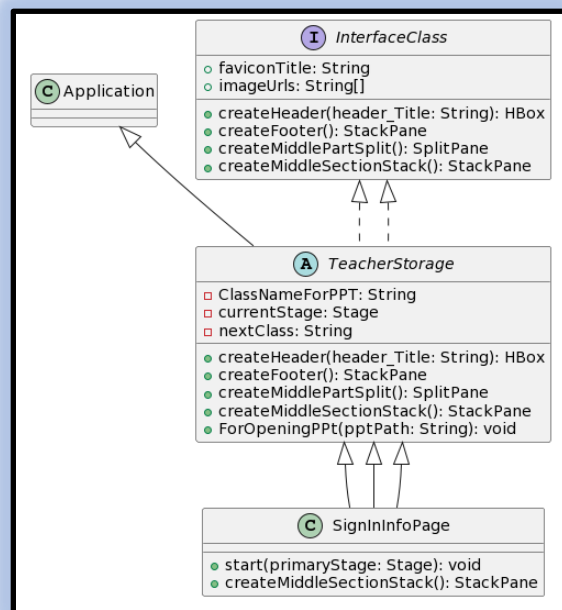 I InterfaceClass
faviconTitle: String
imageUrls: String[]
createHeader(header_Title: String): HBox
createFooter(): StackPane
createMiddlePartSplit(): SplitPane
createMiddleSectionStack(): StackPane
C Application
A TeacherStorage
ClassNameForPPT: String
currentStage: Stage
nextClass: String
createHeader(header_Title: String): HBox
createFooter(): StackPane
createMiddlePartSplit(): SplitPane
createMiddleSectionStack(): StackPane
ForOpeningPPt(pptPath: String): void
C SignInInfoPage
start(primaryStage: Stage): void
createMiddleSectionStack(): StackPane